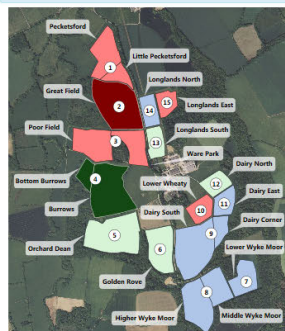 Pecketsford
Little Pecketsford
1
Great Field
Longlands North
2
14
15
Longlands East
Poor Field
3
13
Longlands South
Ware Park
4
Dairy North
Bottom Burrows
Lower Wheaty
12
Dairy East
Burrows
10
11
Dairy South
Dairy Corner
5
9
Orchard Dean
6
Lower Wyke Moor
Golden Rove
8
7
Higher Wyke Moor
Middle Wyke Moor